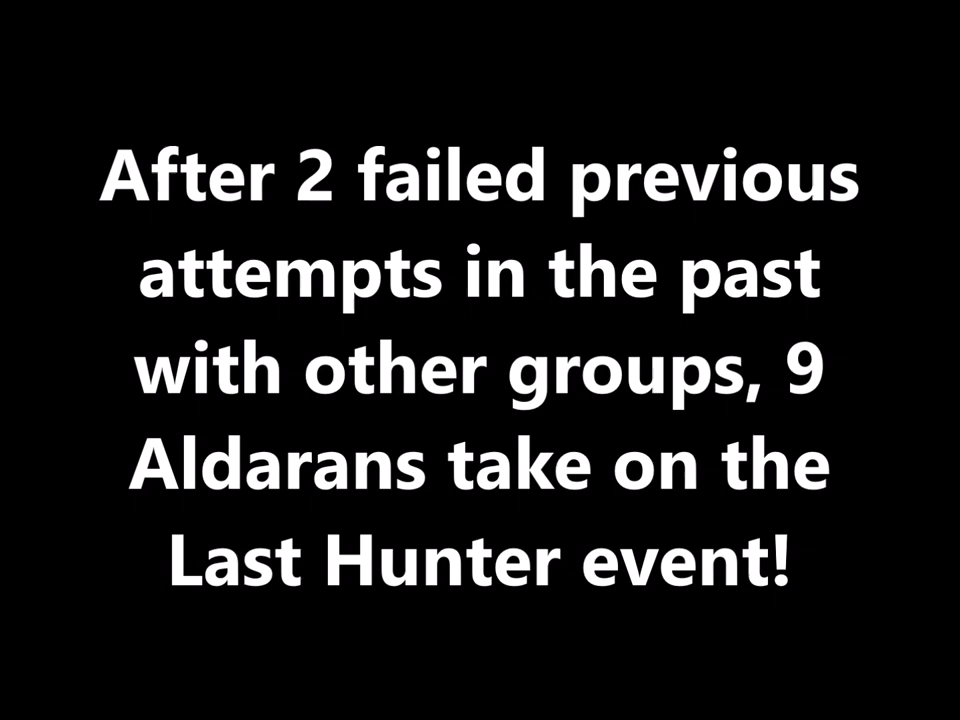 After 2 failed previous
attempts in the past
with other groups, 9
Aldarans take on the
Last Hunter event!